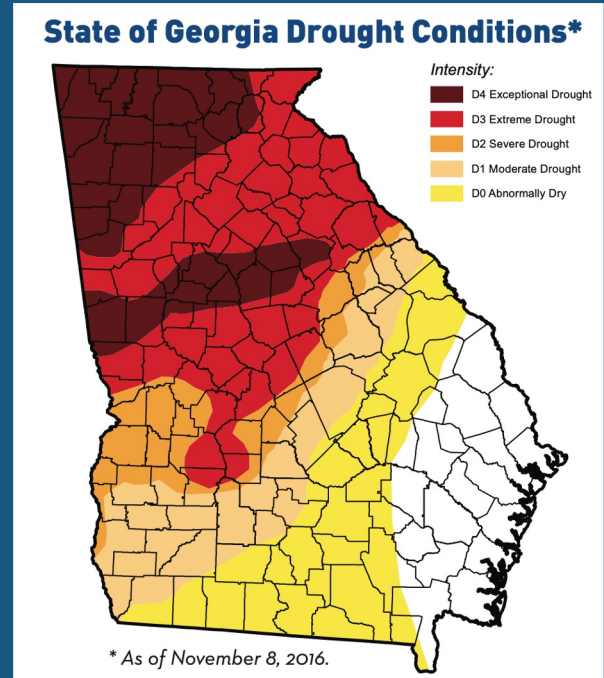 State of Georgia Drought Conditions*
Intensity:
D4 Exceptional Drought
D3 Extreme Drought
D2 Severe Drought
D1 Moderate Drought
D0 Abnormally Dry
* As of November 8, 2016.